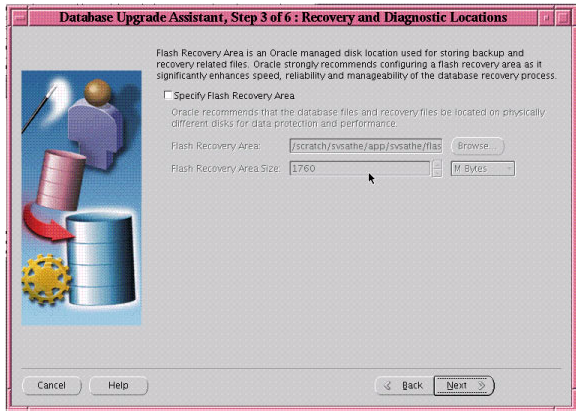 Database Upgrade Assistant, Step 3 of 6 : Recovery and Diagnostic Locations
Flash Recovery Area is an Oracle managed disk location used for storing backup and
recovery related files. Oracle strongly recommends configuring a flash recovery area as it
significantly enhances speed, reliability and manageability of the database recovery process.
Specify Flash Recovery Area
Oracle recommends that the database files and recovery files be located on physically
different disks for data protection and performance.
Flash Recovery Area: /scratch/svsathe/app/svsathe/flas Browse...
Flash Recovery Area Size: 1760 M Bytes
Cancel Help Back Next